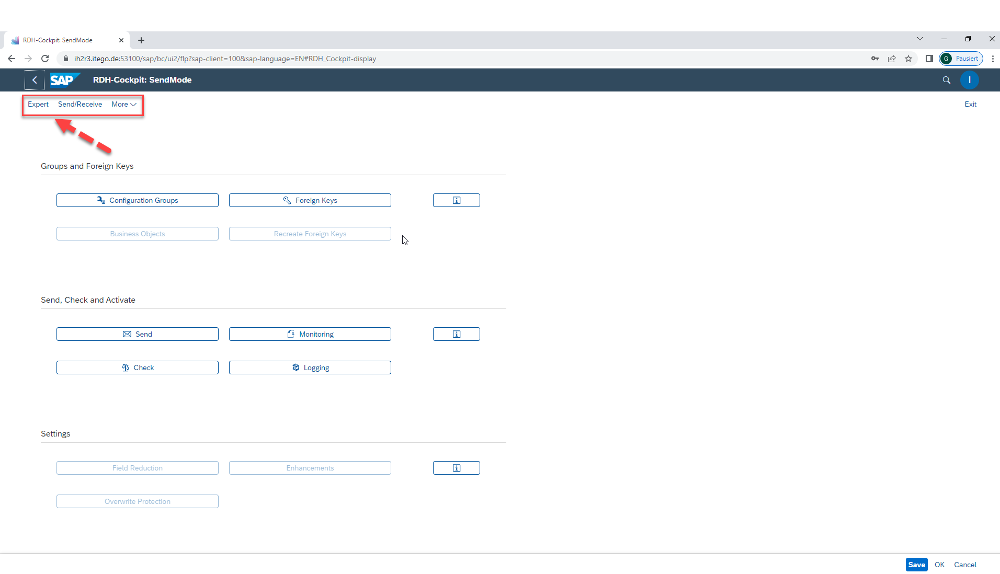 RDH-Cockpit: SendMode
ih2r3.itego.de:53100/sap/bc/ui2/flp?sap-client=100&sap-language=EN#RDH_Cockpit-display
G Pausiert
SAP RDH-Cockpit: SendMode I
Expert Send/Receive More Exit
Groups and Foreign Keys
Configuration Groups Foreign Keys
Business Objects Recreate Foreign Keys
Send, Check and Activate
Send Monitoring
Check Logging
Settings
Field Reduction Enhancements
Overwrite Protection
Save OK Cancel